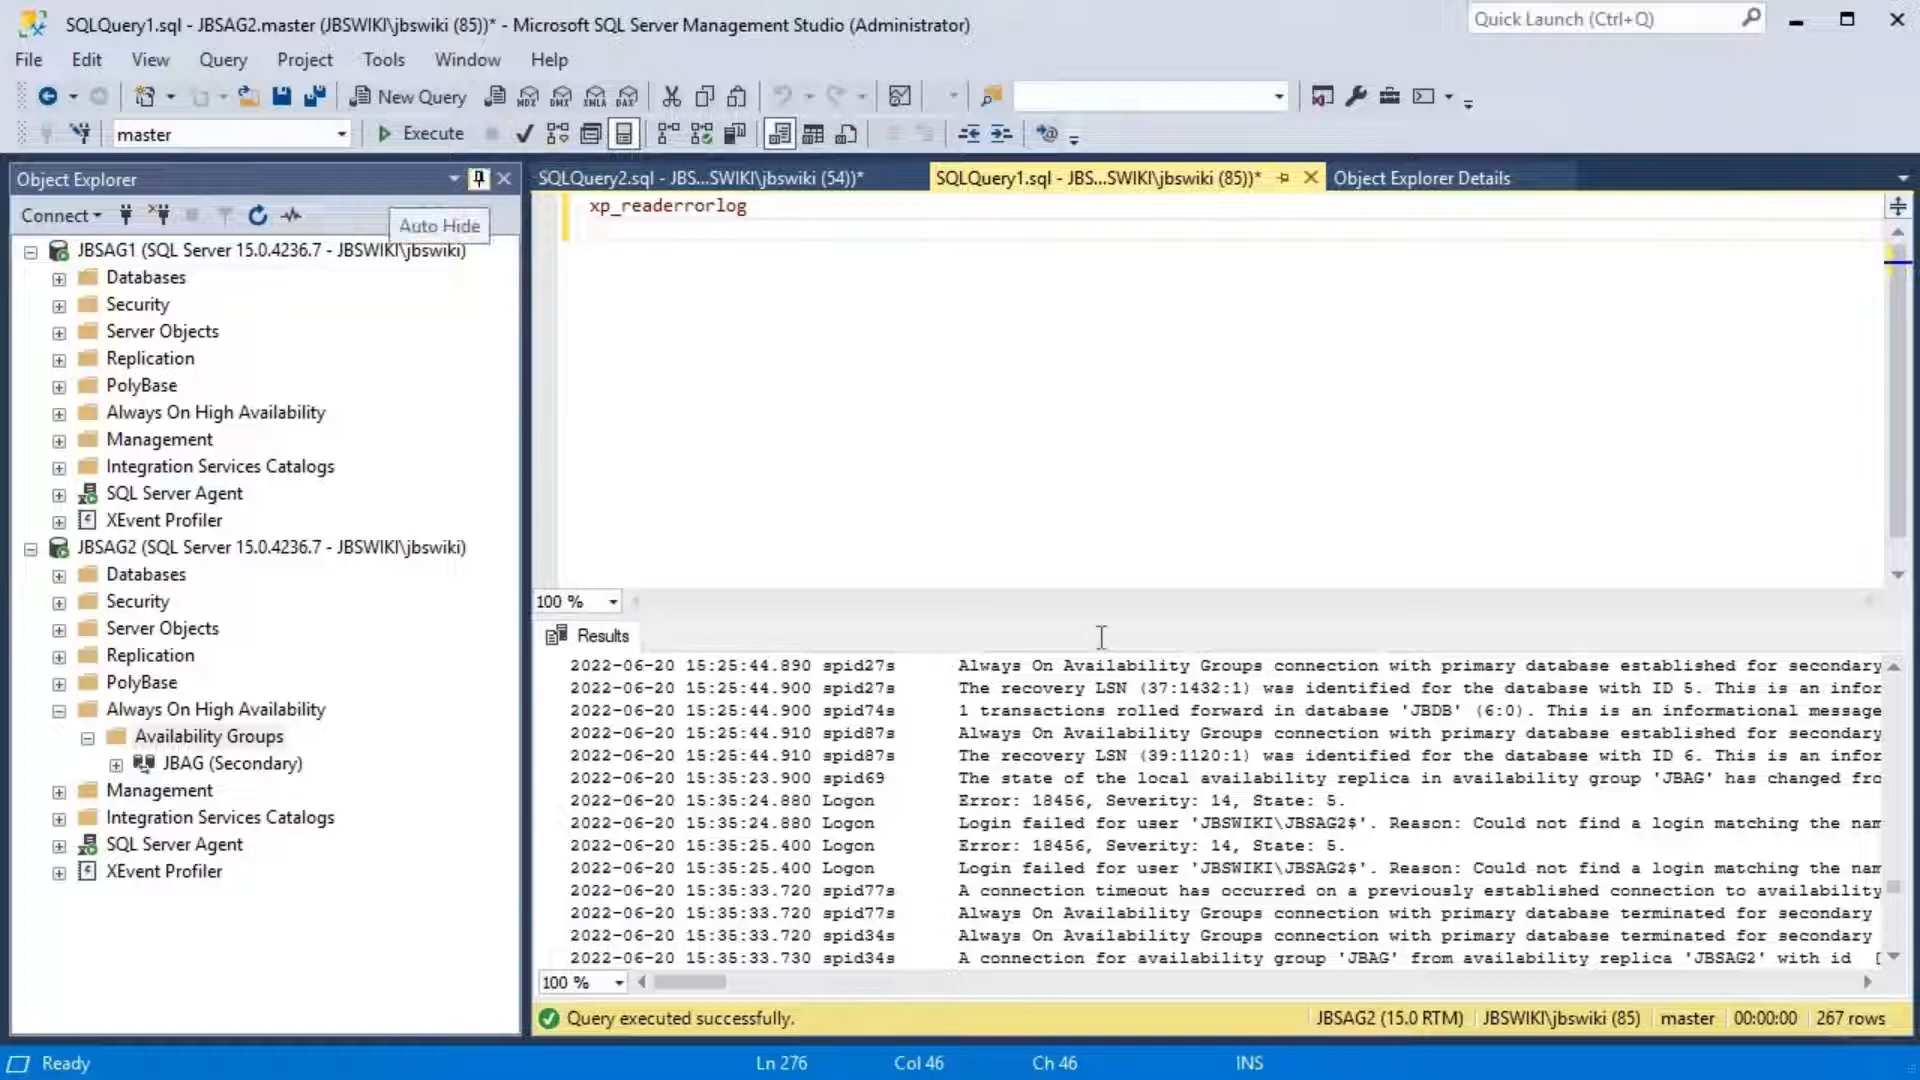 SQLQuery1.sql - JBSAG2.master (JBSWIKI\jbswiki (85))* - Microsoft SQL Server Management Studio (Administrator)
Quick Launch (Ctrl+Q)
File Edit View Query Project Tools Window Help
New Query MDX DMX XMLA DAX
master Execute
Object Explorer
Connect
Auto Hide
JBSAG1 (SQL Server 15.0.4236.7 - JBSWIKI\jbswiki)
Databases
Security
Server Objects
Replication
PolyBase
Always On High Availability
Management
Integration Services Catalogs
SQL Server Agent
XEvent Profiler
JBSAG2 (SQL Server 15.0.4236.7 - JBSWIKI\jbswiki)
Databases
Security
Server Objects
Replication
PolyBase
Always On High Availability
Availability Groups
JBAG (Secondary)
Management
Integration Services Catalogs
SQL Server Agent
XEvent Profiler
SQLQuery2.sql - JBS...SWIKI\jbswiki (54))* SQLQuery1.sql - JBS...SWIKI\jbswiki (85))* Object Explorer Details
xp_readerrorlog
100 %
Results
2022-06-20 15:25:44.890 spid27s Always On Availability Groups connection with primary database established for secondary
2022-06-20 15:25:44.900 spid27s The recovery LSN (37:1432:1) was identified for the database with ID 5. This is an infor
2022-06-20 15:25:44.900 spid74s 1 transactions rolled forward in database 'JBDB' (6:0). This is an informational message
2022-06-20 15:25:44.910 spid87s Always On Availability Groups connection with primary database established for secondary
2022-06-20 15:25:44.910 spid87s The recovery LSN (39:1120:1) was identified for the database with ID 6. This is an infor
2022-06-20 15:35:23.900 spid69 The state of the local availability replica in availability group 'JBAG' has changed fro
2022-06-20 15:35:24.880 Logon Error: 18456, Severity: 14, State: 5.
2022-06-20 15:35:24.880 Logon Login failed for user 'JBSWIKI\JBSAG2$'. Reason: Could not find a login matching the nam
2022-06-20 15:35:25.400 Logon Error: 18456, Severity: 14, State: 5.
2022-06-20 15:35:25.400 Logon Login failed for user 'JBSWIKI\JBSAG2$'. Reason: Could not find a login matching the nam
2022-06-20 15:35:33.720 spid77s A connection timeout has occurred on a previously established connection to availability
2022-06-20 15:35:33.720 spid77s Always On Availability Groups connection with primary database terminated for secondary
2022-06-20 15:35:33.720 spid34s Always On Availability Groups connection with primary database terminated for secondary
2022-06-20 15:35:33.730 spid34s A connection for availability group 'JBAG' from availability replica 'JBSAG2' with id [
100 %
Query executed successfully. JBSAG2 (15.0 RTM) JBSWIKI\jbswiki (85) master 00:00:00 267 rows
Ready Ln 276 Col 46 Ch 46 INS